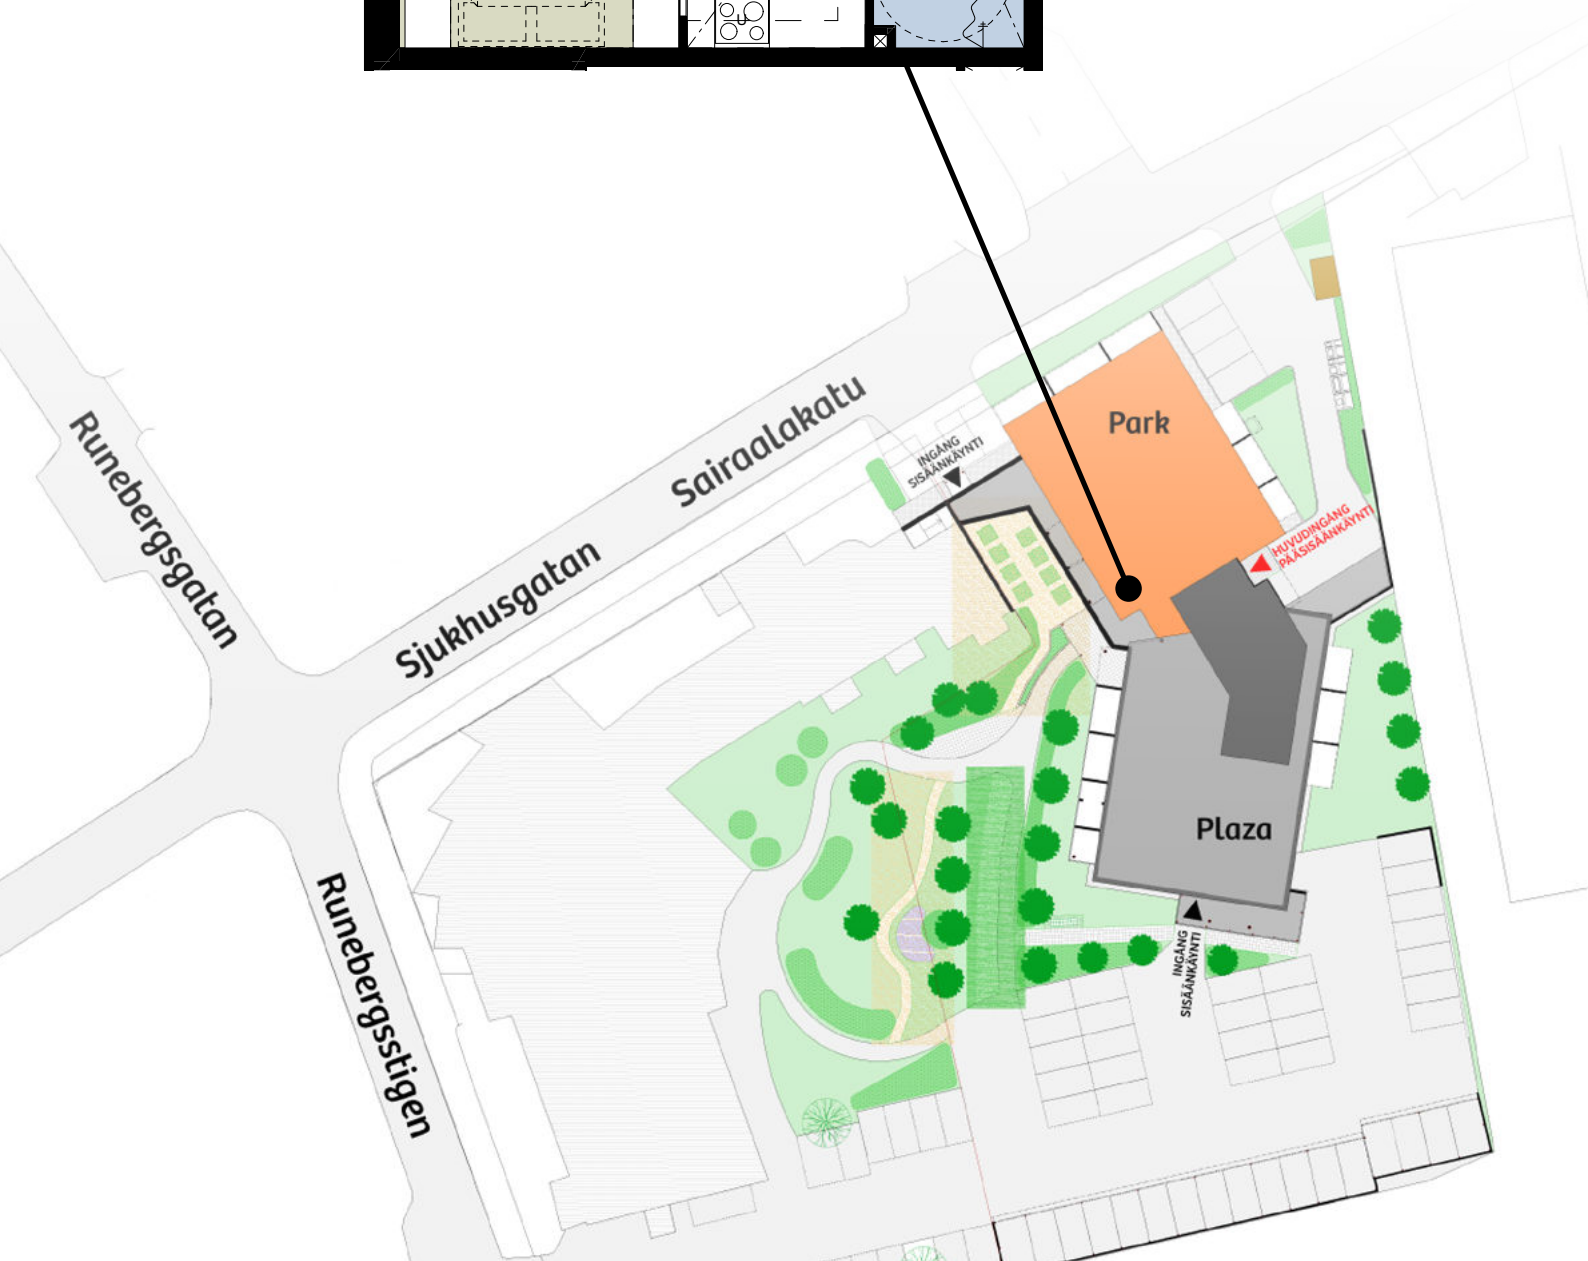 U
Park
INGÅNG
SISÄÄNKÄYNTI
Sairaalakatu
HUVUDINGÅNG
PÄÄSISÄÄNKÄYNTI
Runebergsgatan
Sjukhusgatan
Plaza
Runebergsstigen
INGÅNG
SISÄÄNKÄYNTI